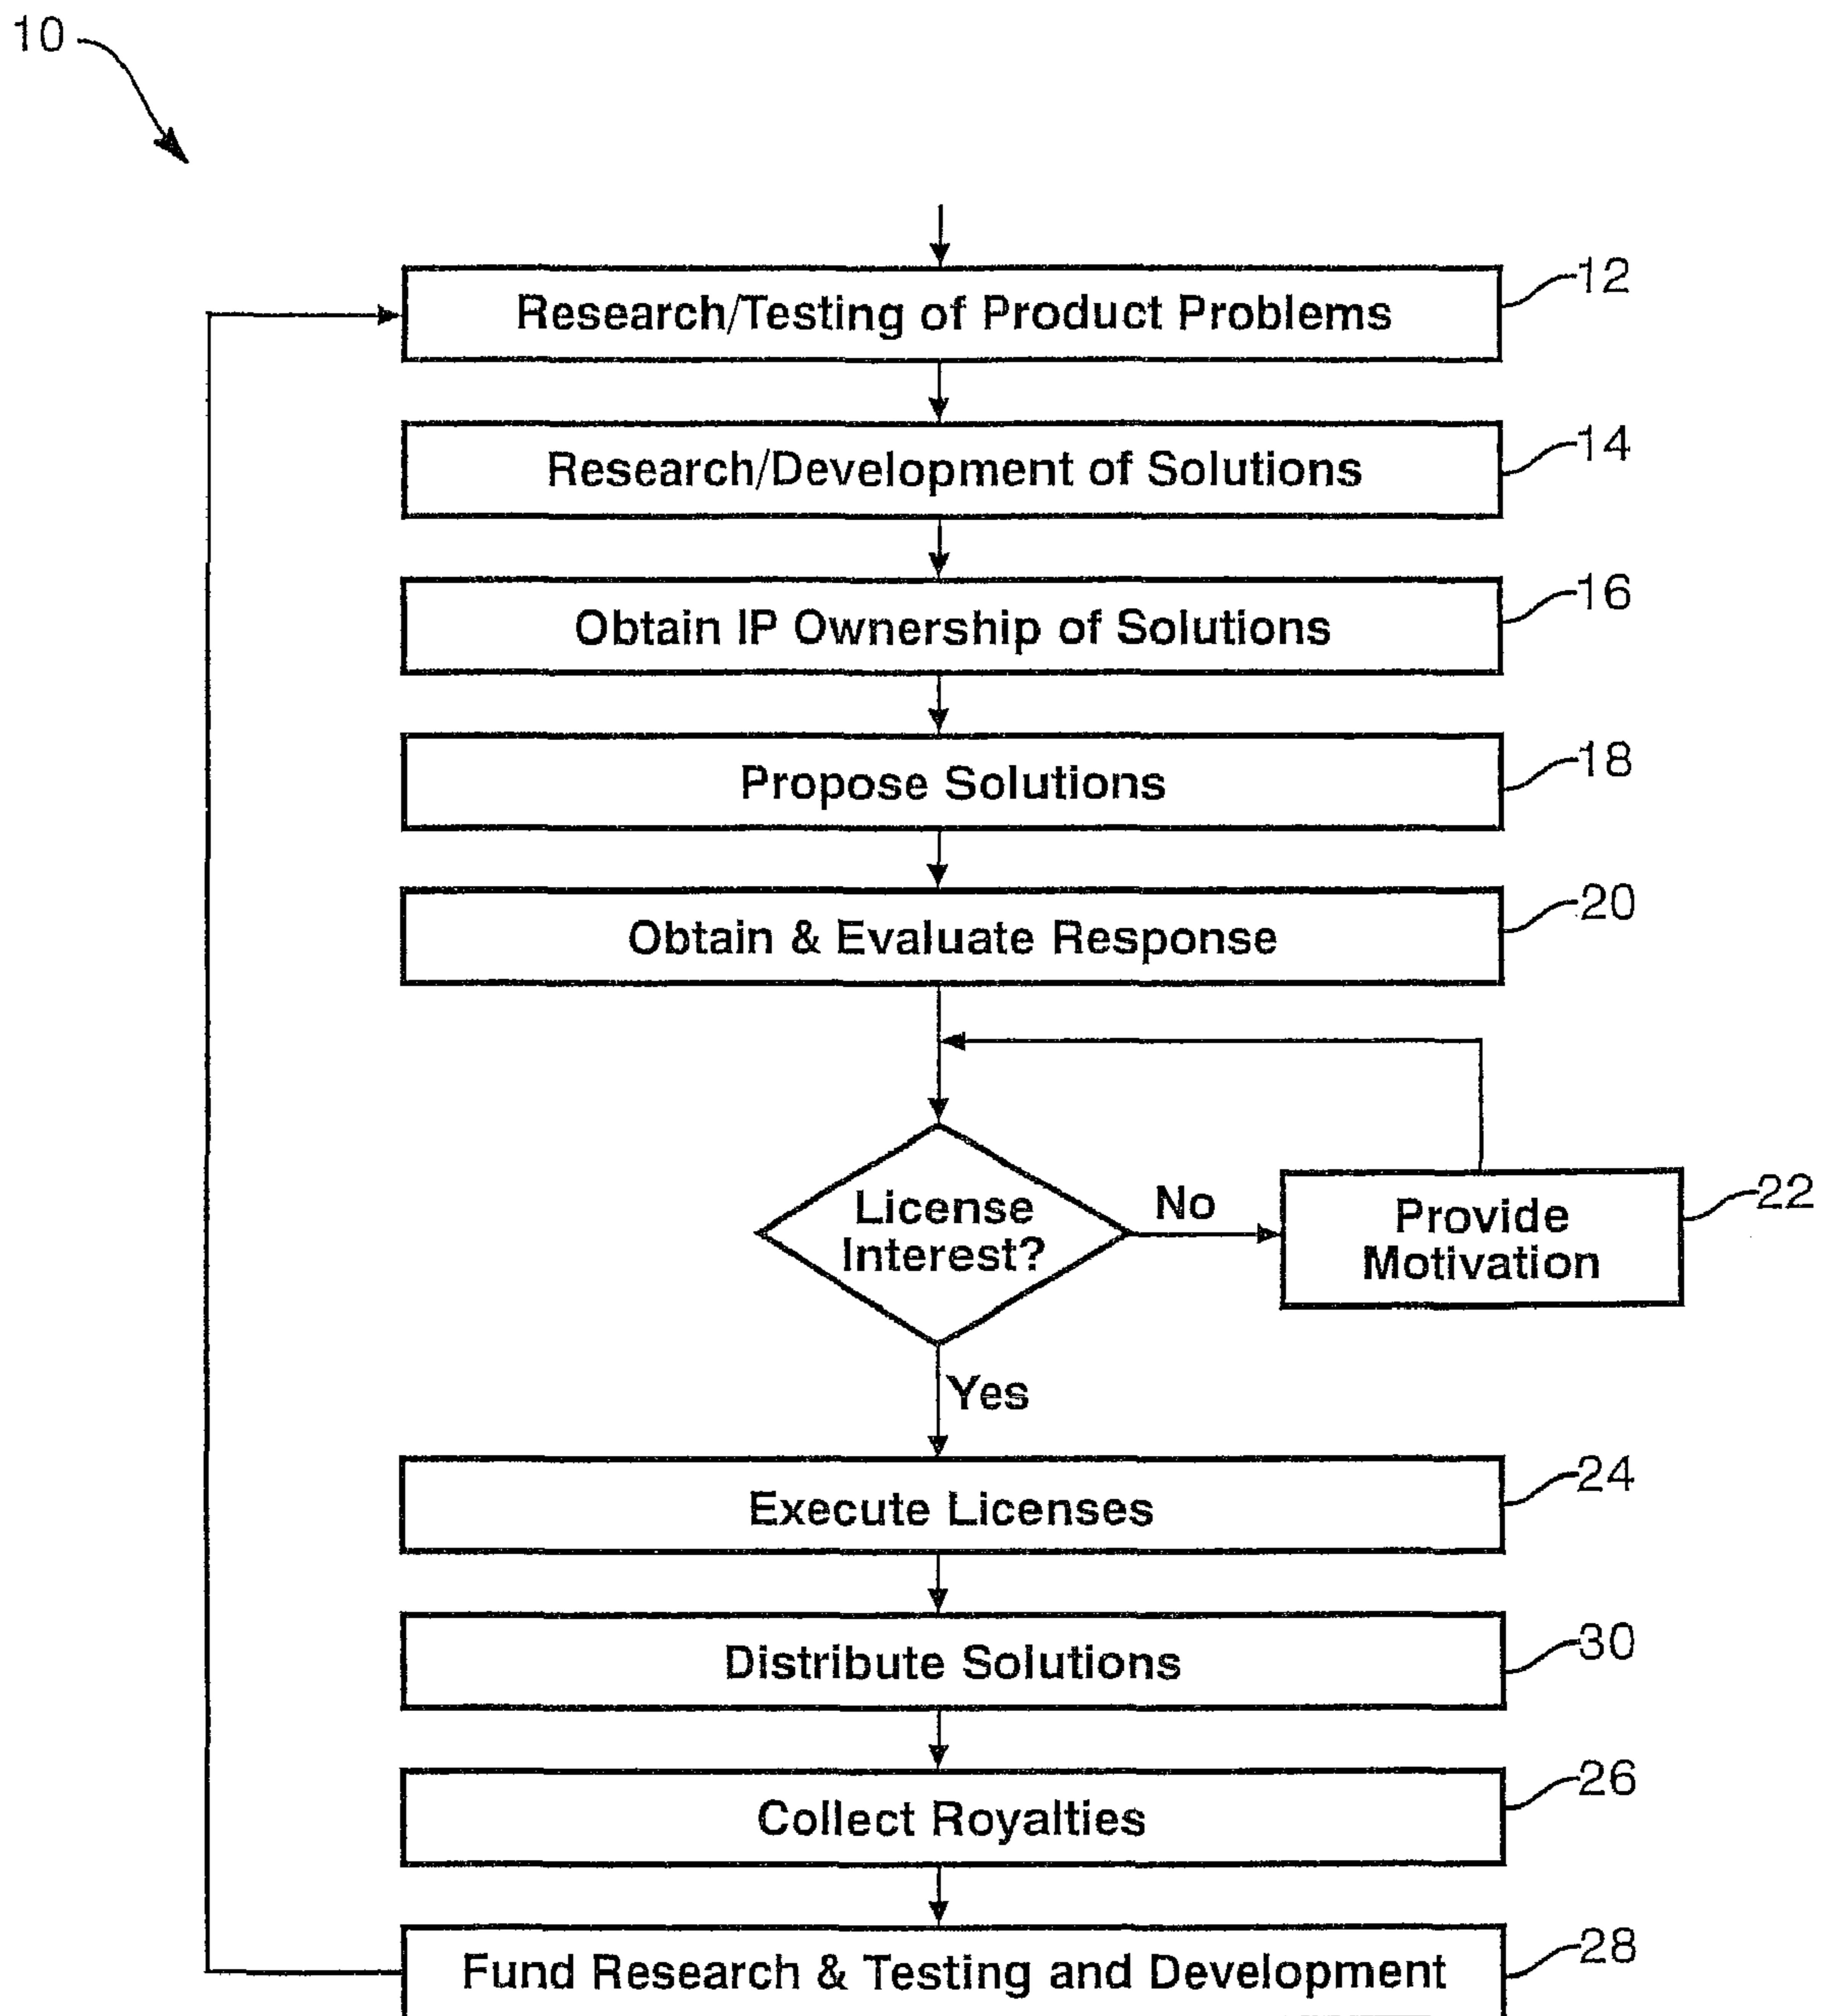 10
Research/Testing of Product Problems
12
Research/Development of Solutions
14
Obtain IP Ownership of Solutions
16
Propose Solutions
18
Obtain & Evaluate Response
20
License
Interest?
No
Provide
Motivation
22
Yes
Execute Licenses
24
Distribute Solutions
30
Collect Royalties
26
Fund Research & Testing and Development
28